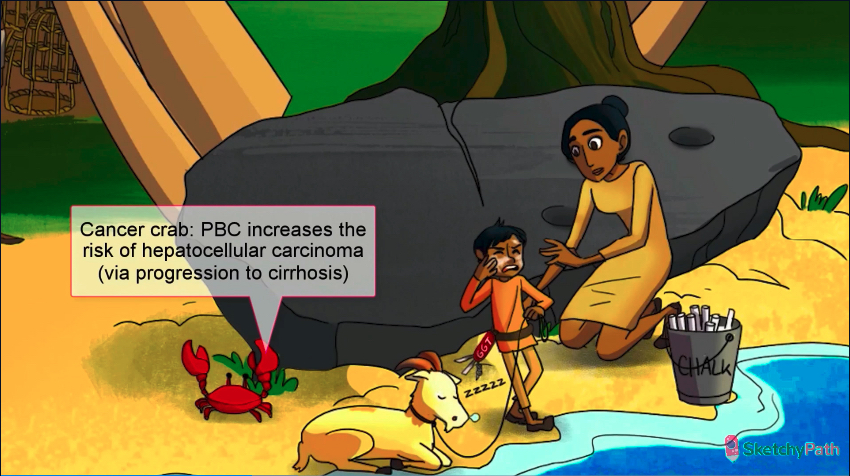 Cancer crab: PBC increases the
risk of hepatocellular carcinoma
(via progression to cirrhosis)
GGT
zzzzz
CHALK
SketchyPath